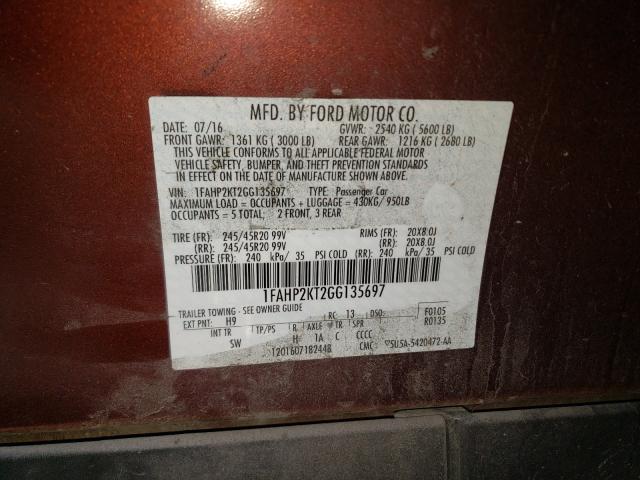 MFD. BY FORD MOTOR CO.
DATE: 07/16 GVWR: 2540 KG ( 5600 LB)
FRONT GAWR: 1361 KG ( 3000 LB) REAR GAWR: 1216 KG ( 2680 LB)
THIS VEHICLE CONFORMS TO ALL APPLICABLE FEDERAL MOTOR
VEHICLE SAFETY, BUMPER, AND THEFT PREVENTION STANDARDS
IN EFFECT ON THE DATE OF MANUFACTURE SHOWN ABOVE.
VIN: 1FAHP2KT2GG135697 TYPE: Passenger Car
MAXIMUM LOAD = OCCUPANTS + LUGGAGE = 430KG/ 950LB
OCCUPANTS = 5 TOTAL; 2 FRONT, 3 REAR
TIRE (FR): 245/45R20 99V RIMS (FR): 20X8.0J
(RR): 245/45R20 99V (RR): 20X8.0J
PRESSURE (FR): 240 kPa/ 35 PSI COLD (RR): 240 kPa/ 35 PSI COLD
1FAHP2KT2GG135697
TRAILER TOWING - SEE OWNER GUIDE RC: 13 DSO: F0105
EXT PNT: H9 R0135
INT TR TP/PS R AXLE TR SPR
SW H 1A C CCCC
CMC: